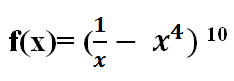 f(x)= (1/x − x⁴) ¹⁰